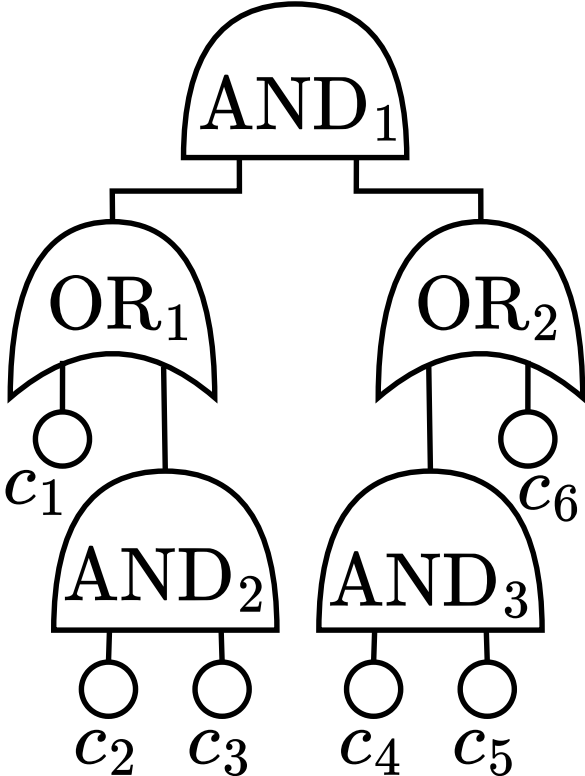 AND₁
OR₁ OR₂
c₁ c₆
AND₂ AND₃
c₂ c₃ c₄ c₅